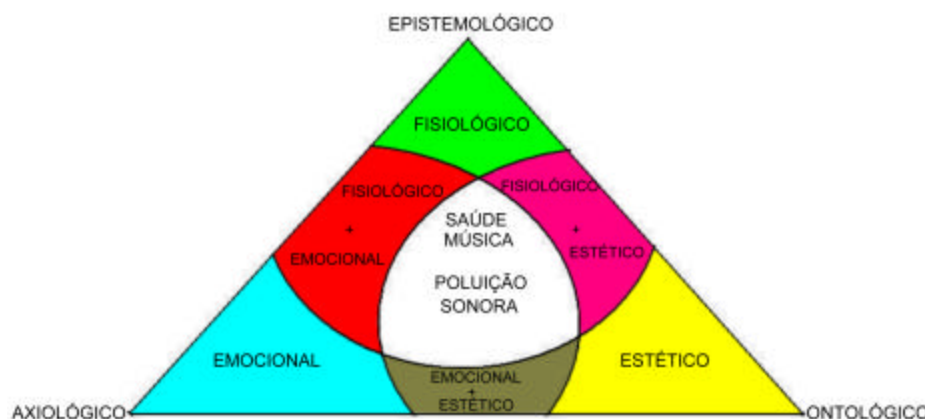 EPISTEMOLÓGICO
FISIOLÓGICO
FISIOLÓGICO
+
EMOCIONAL
FISIOLÓGICO
+
ESTÉTICO
SAÚDE
MÚSICA
POLUIÇÃO
SONORA
EMOCIONAL
EMOCIONAL
+
ESTÉTICO
ESTÉTICO
AXIOLÓGICO
ONTOLÓGICO